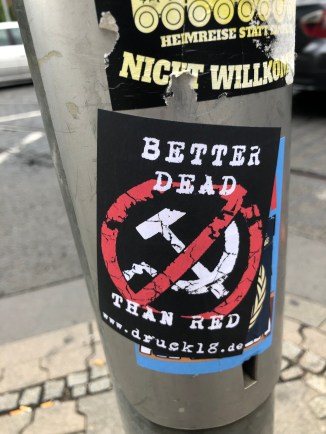 HEIMREISE STATT
NICHT
BETTER
DEAD
THAN RED
www.druck18.de